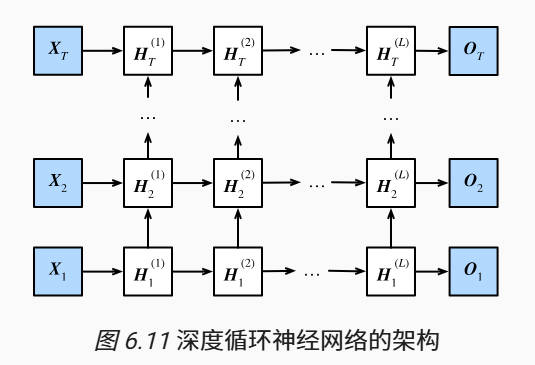 X_T H_T^(1) H_T^(2) … H_T^(L) O_T
… … …
X_2 H_2^(1) H_2^(2) … H_2^(L) O_2
X_1 H_1^(1) H_1^(2) … H_1^(L) O_1
图 6.11 深度循环神经网络的架构